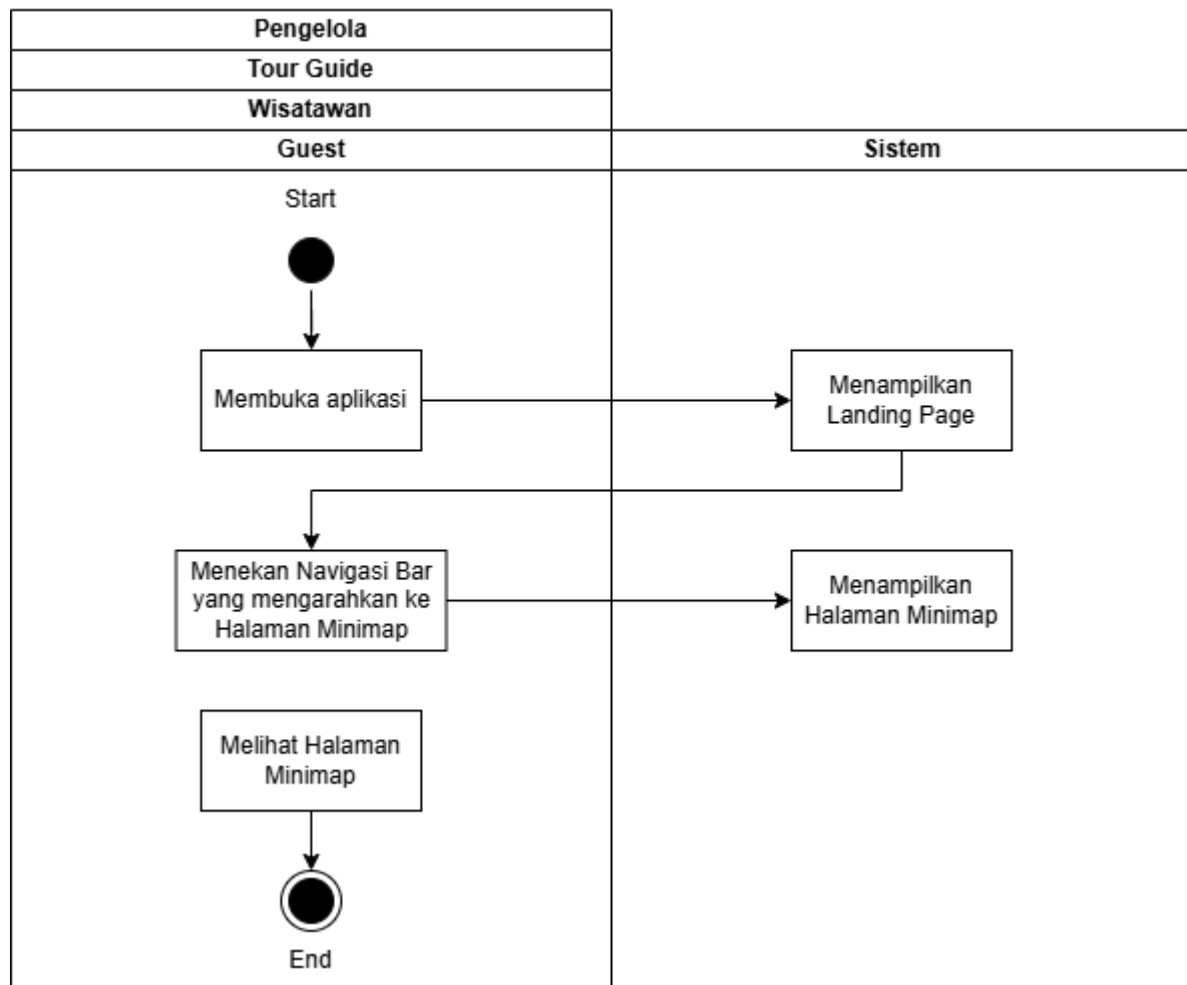 Pengelola
Tour Guide
Wisatawan
Guest
Sistem
Start
Membuka aplikasi
Menampilkan
Landing Page
Menekan Navigasi Bar
yang mengarahkan ke
Halaman Minimap
Menampilkan
Halaman Minimap
Melihat Halaman
Minimap
End